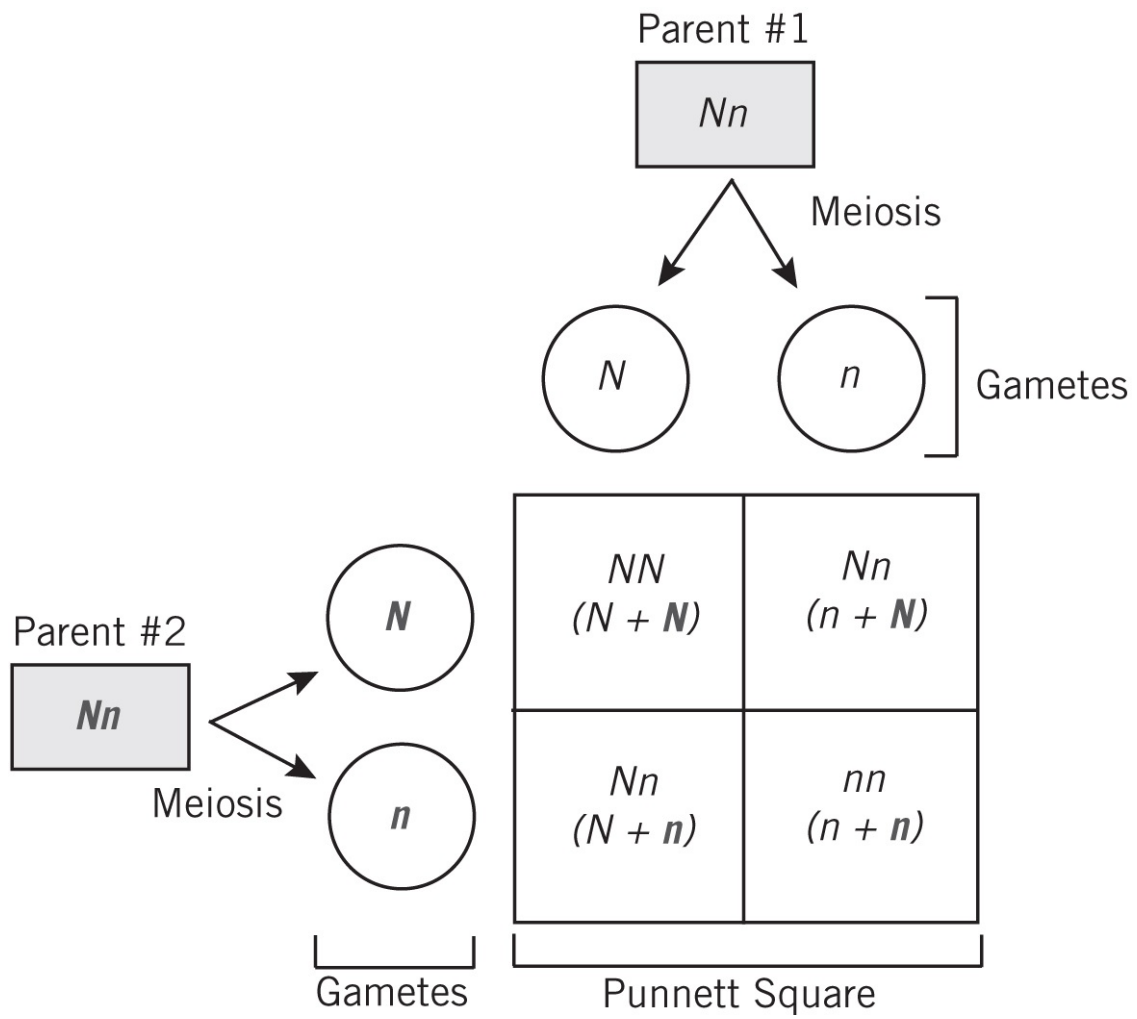 Parent #1
Nn
Meiosis
N
n
Gametes
NN
(N + N)
Nn
(n + N)
Parent #2
Nn
Meiosis
N
n
Nn
(N + n)
nn
(n + n)
Gametes
Punnett Square